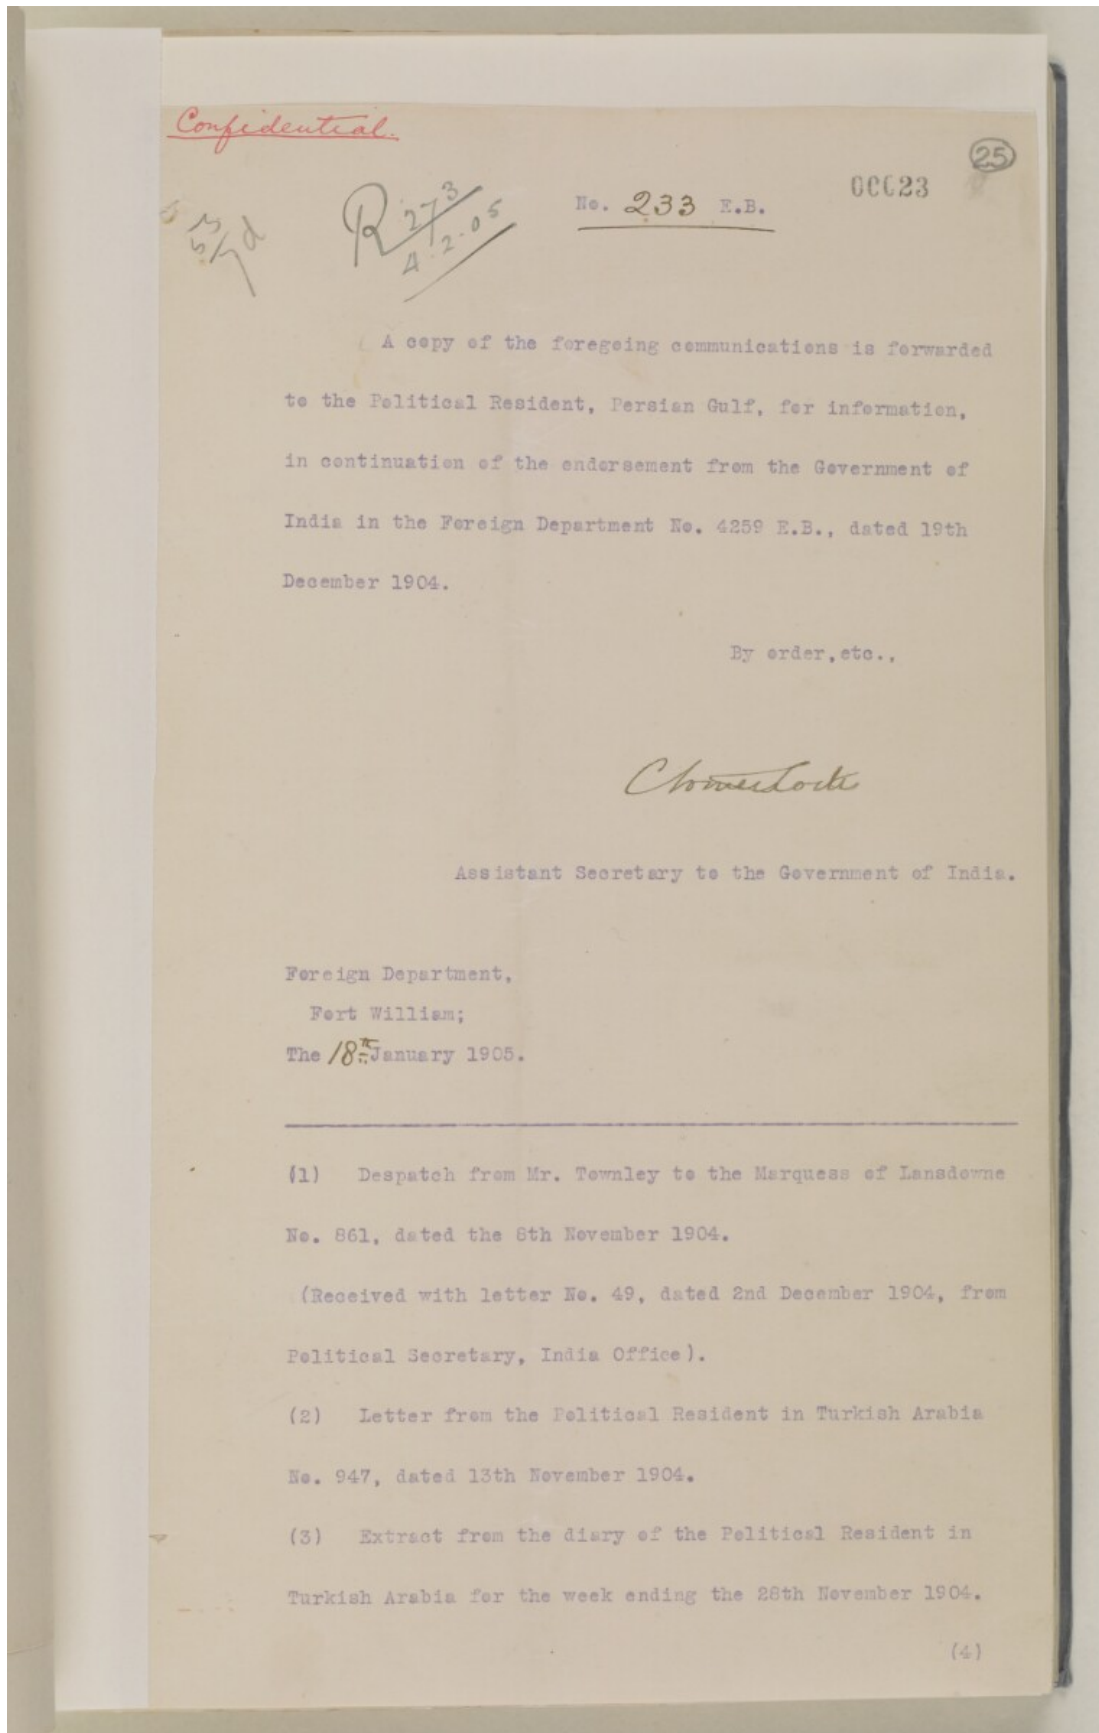 Confidential.
25
00023
No. 233 E.B.
R 273
4.2.05
53/7d
A copy of the foregoing communications is forwarded
to the Political Resident, Persian Gulf, for information,
in continuation of the endorsement from the Government of
India in the Foreign Department No. 4259 E.B., dated 19th
December 1904.
By order,etc.,
Assistant Secretary to the Government of India.
Foreign Department,
Fort William;
The 18th January 1905.
(1) Despatch from Mr. Townley to the Marquess of Lansdowne
No. 861, dated the 8th November 1904.
(Received with letter No. 49, dated 2nd December 1904, from
Political Secretary, India Office).
(2) Letter from the Political Resident in Turkish Arabia
No. 947, dated 13th November 1904.
(3) Extract from the diary of the Political Resident in
Turkish Arabia for the week ending the 28th November 1904.
(4)